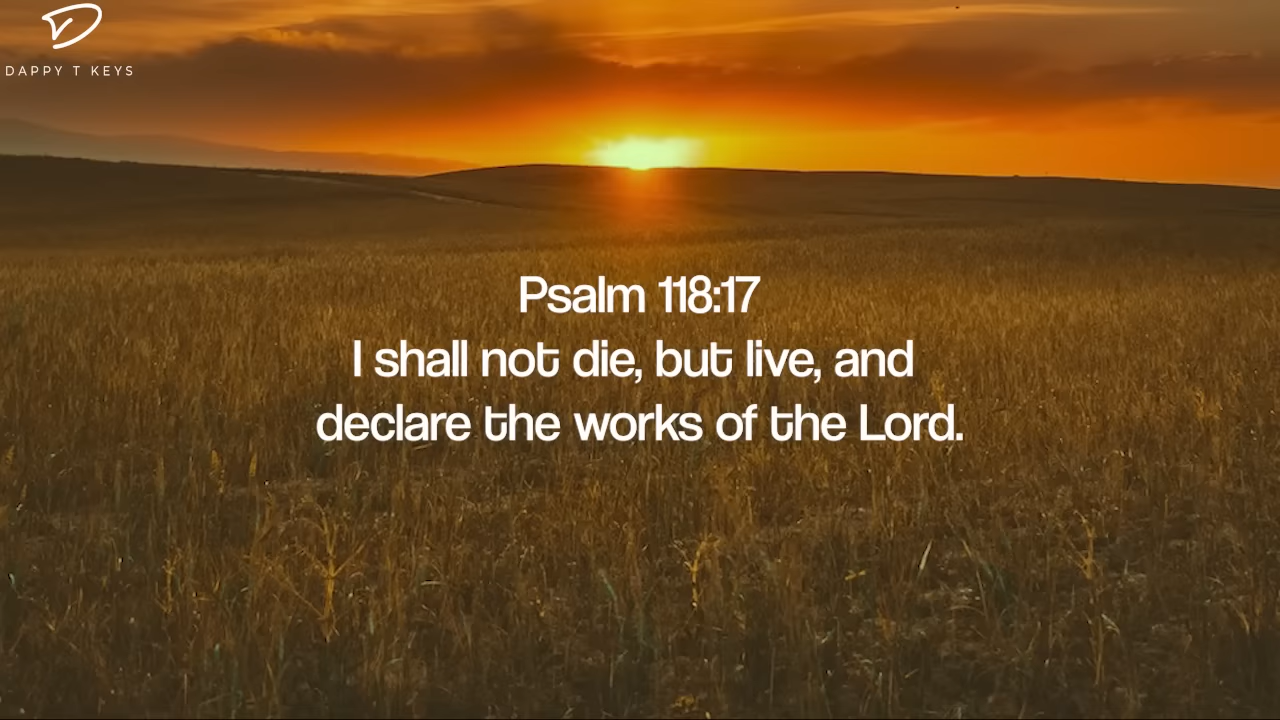 DAPPY T KEYS
Psalm 118:17
I shall not die, but live, and
declare the works of the Lord.